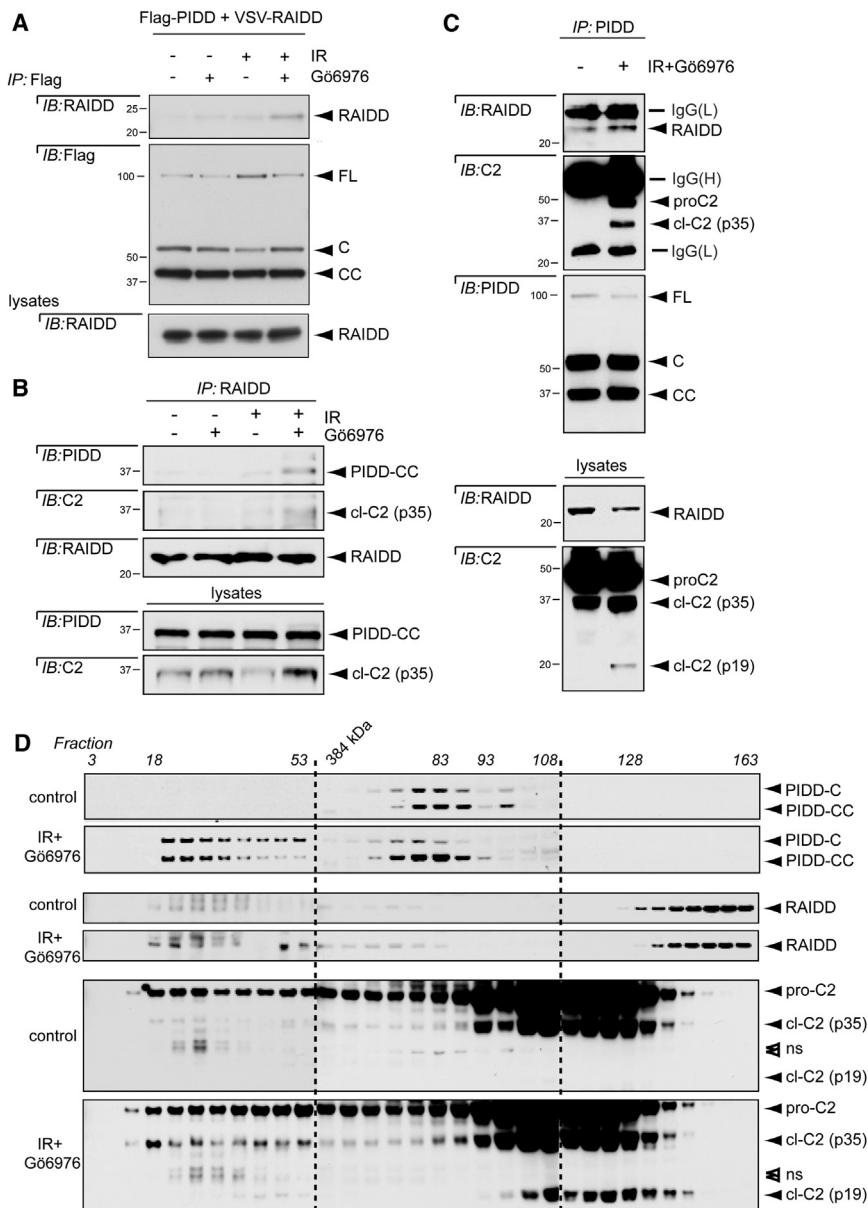 A
Flag-PIDD + VSV-RAIDD
- - + + IR
IP: Flag - + - + Gö6976
IB:RAIDD
25
20
RAIDD
IB:Flag
100
FL
C
50
37
CC
lysates
IB:RAIDD
RAIDD
B
IP: RAIDD
- - + + IR
- + - + Gö6976
IB:PIDD
37
PIDD-CC
IB:C2
37
cl-C2 (p35)
IB:RAIDD
20
RAIDD
lysates
IB:PIDD
37
PIDD-CC
IB:C2
37
cl-C2 (p35)
C
IP: PIDD
- + IR+Gö6976
IB:RAIDD
IgG(L)
RAIDD
20
IB:C2
IgG(H)
50
proC2
37
cl-C2 (p35)
IgG(L)
20
IB:PIDD
100
FL
C
50
37
CC
lysates
IB:RAIDD
RAIDD
20
IB:C2
50
proC2
37
cl-C2 (p35)
20
cl-C2 (p19)
D
Fraction
3 18 53 384 kDa 83 93 108 128 163
control
PIDD-C
PIDD-CC
IR+
Gö6976
PIDD-C
PIDD-CC
control
RAIDD
IR+
Gö6976
RAIDD
control
pro-C2
cl-C2 (p35)
ns
cl-C2 (p19)
IR+
Gö6976
pro-C2
cl-C2 (p35)
ns
cl-C2 (p19)